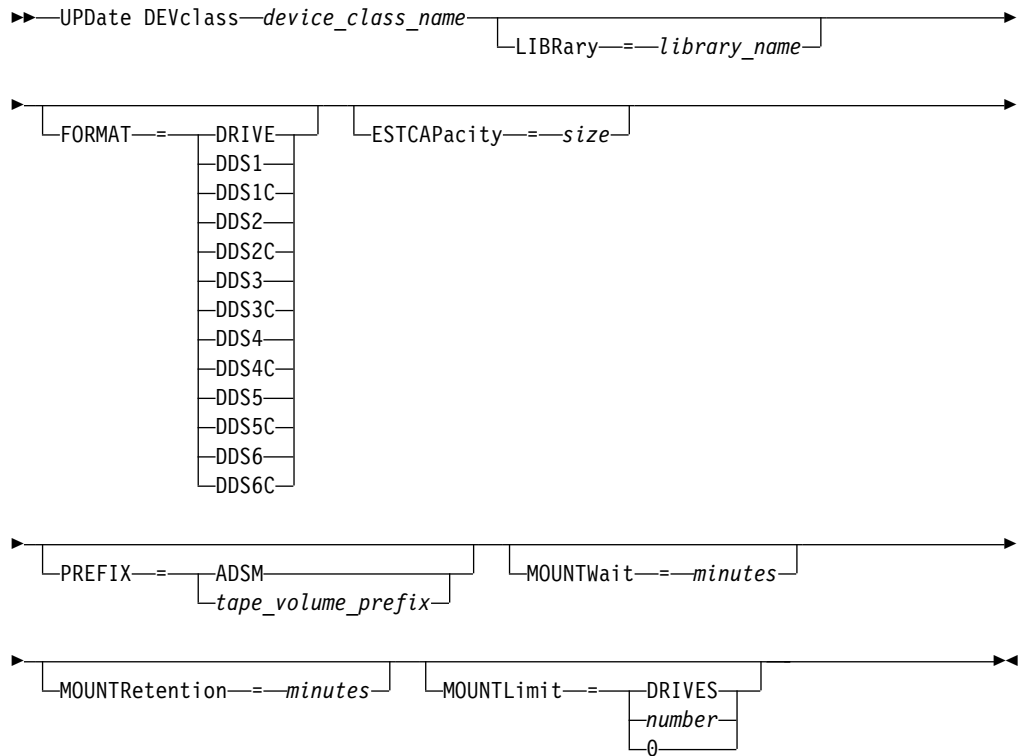 UPDate DEVclass device_class_name
LIBRary = library_name
FORMAT = DRIVE
DDS1
DDS1C
DDS2
DDS2C
DDS3
DDS3C
DDS4
DDS4C
DDS5
DDS5C
DDS6
DDS6C
ESTCAPacity = size
PREFIX = ADSM
tape_volume_prefix
MOUNTWait = minutes
MOUNTRetention = minutes
MOUNTLimit = DRIVES
number
0